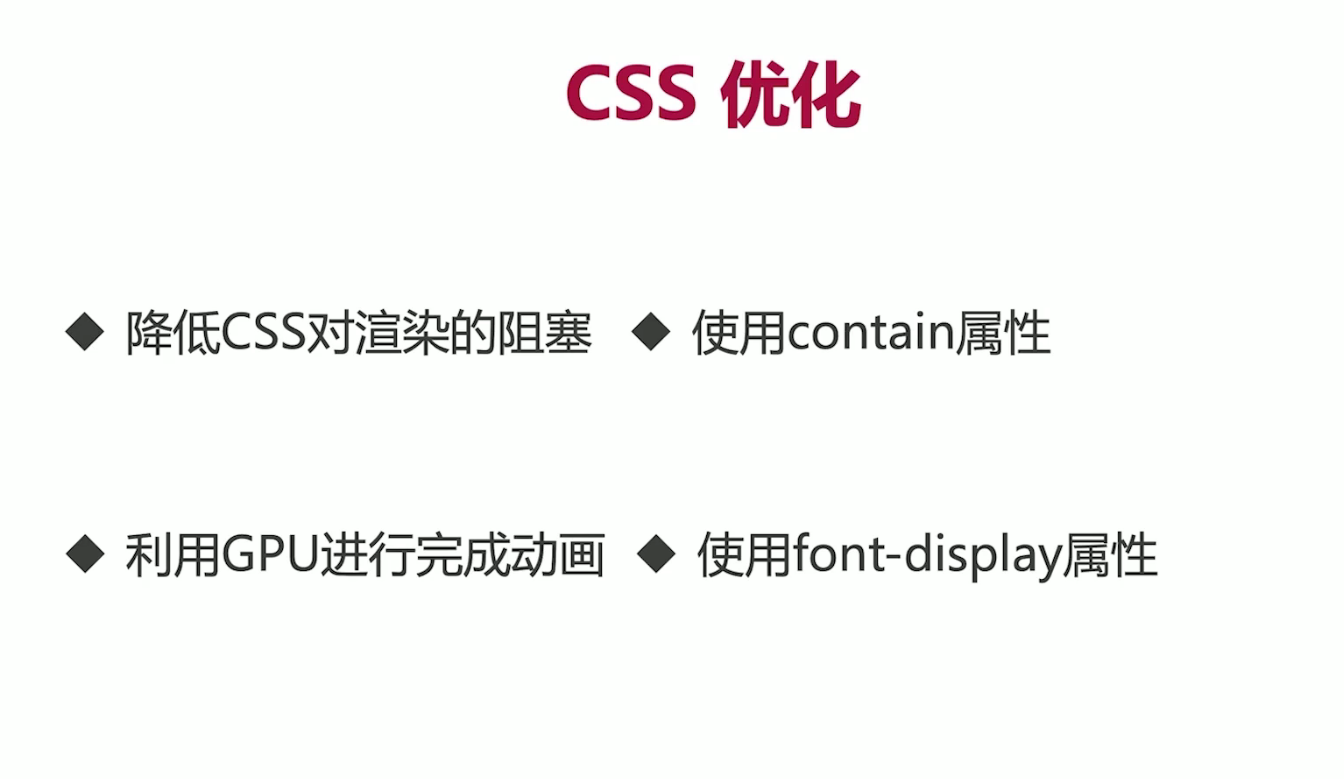 CSS 优化
◆ 降低CSS对渲染的阻塞 ◆ 使用contain属性
◆ 利用GPU进行完成动画 ◆ 使用font-display属性